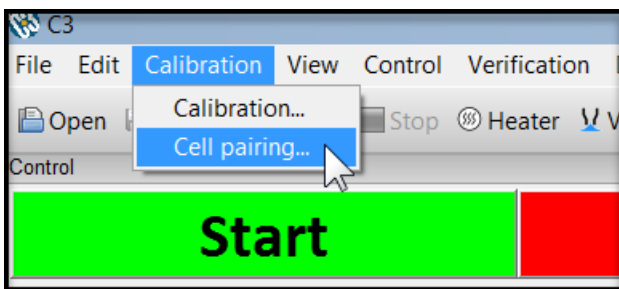 C3
File Edit Calibration View Control Verification
Calibration...
Open Stop Heater
Cell pairing...
Control
Start